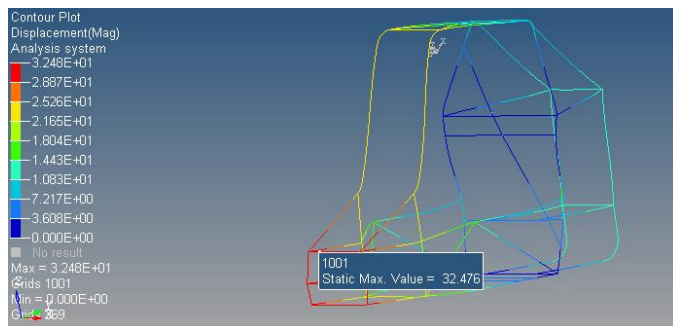 Contour Plot
Displacement(Mag)
Analysis system
3.248E+01
2.887E+01
2.526E+01
2.165E+01
1.804E+01
1.443E+01
1.083E+01
7.217E+00
3.608E+00
0.000E+00
No result
Max = 3.248E+01
Grids 1001
Min = 0.000E+00
1001
Static Max. Value = 32.476